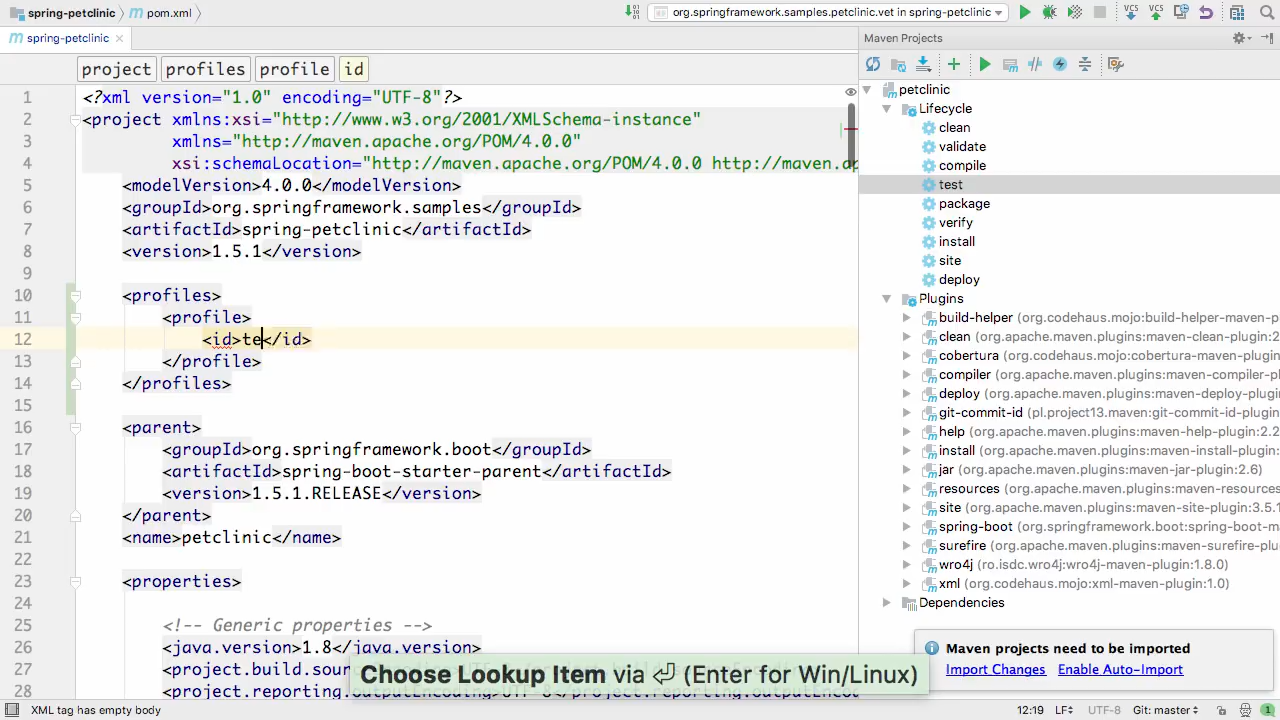 spring-petclinic pom.xml org.springframework.samples.petclinic.vet in spring-petclinic VCS VCS
spring-petclinic
Maven Projects
project profiles profile id
1 <?xml version="1.0" encoding="UTF-8"?>
2 <project xmlns:xsi="http://www.w3.org/2001/XMLSchema-instance"
3 xmlns="http://maven.apache.org/POM/4.0.0"
4 xsi:schemaLocation="http://maven.apache.org/POM/4.0.0 http://maven.ap
5 <modelVersion>4.0.0</modelVersion>
6 <groupId>org.springframework.samples</groupId>
7 <artifactId>spring-petclinic</artifactId>
8 <version>1.5.1</version>
9
10 <profiles>
11 <profile>
12 <id>te</id>
13 </profile>
14 </profiles>
15
16 <parent>
17 <groupId>org.springframework.boot</groupId>
18 <artifactId>spring-boot-starter-parent</artifactId>
19 <version>1.5.1.RELEASE</version>
20 </parent>
21 <name>petclinic</name>
22
23 <properties>
24
25 <!-- Generic properties -->
26 <java.version>1.8</java.version>
27 <project.build.sour
28 <project.reporting.outputEncoding>UTF-8</project.reporting.outputEncod
petclinic
Lifecycle
clean
validate
compile
test
package
verify
install
site
deploy
Plugins
build-helper (org.codehaus.mojo:build-helper-maven-p
clean (org.apache.maven.plugins:maven-clean-plugin:2
cobertura (org.codehaus.mojo:cobertura-maven-plugin
compiler (org.apache.maven.plugins:maven-compiler-pl
deploy (org.apache.maven.plugins:maven-deploy-plugin
git-commit-id (pl.project13.maven:git-commit-id-plugin
help (org.apache.maven.plugins:maven-help-plugin:2.2
install (org.apache.maven.plugins:maven-install-plugin:
jar (org.apache.maven.plugins:maven-jar-plugin:2.6)
resources (org.apache.maven.plugins:maven-resources
site (org.apache.maven.plugins:maven-site-plugin:3.5.1
spring-boot (org.springframework.boot:spring-boot-ma
surefire (org.apache.maven.plugins:maven-surefire-plu
wro4j (ro.isdc.wro4j:wro4j-maven-plugin:1.8.0)
xml (org.codehaus.mojo:xml-maven-plugin:1.0)
Dependencies
Maven projects need to be imported
Import Changes Enable Auto-Import
Choose Lookup Item via ⏎ (Enter for Win/Linux)
XML tag has empty body 12:19 LF UTF-8 Git: master 1